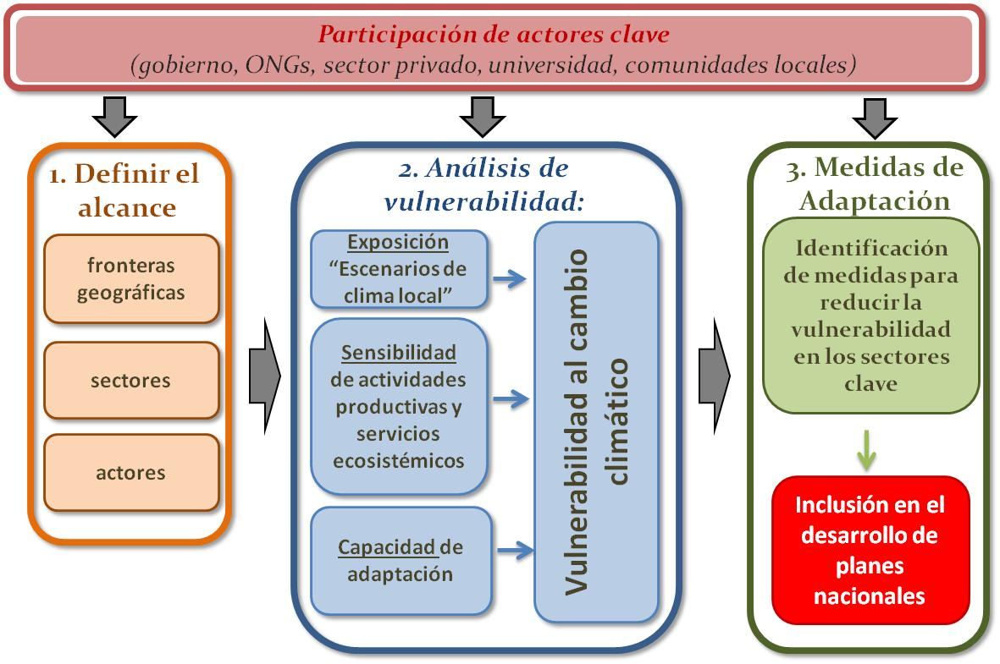 Participación de actores clave
(gobierno, ONGs, sector privado, universidad, comunidades locales)
1. Definir el
alcance
fronteras
geográficas
sectores
actores
2. Análisis de
vulnerabilidad:
Exposición
“Escenarios de
clima local”
Sensibilidad
de actividades
productivas y
servicios
ecosistémicos
Capacidad de
adaptación
Vulnerabilidad al cambio
climático
3. Medidas de
Adaptación
Identificación
de medidas para
reducir la
vulnerabilidad
en los sectores
clave
Inclusión en el
desarrollo de
planes
nacionales